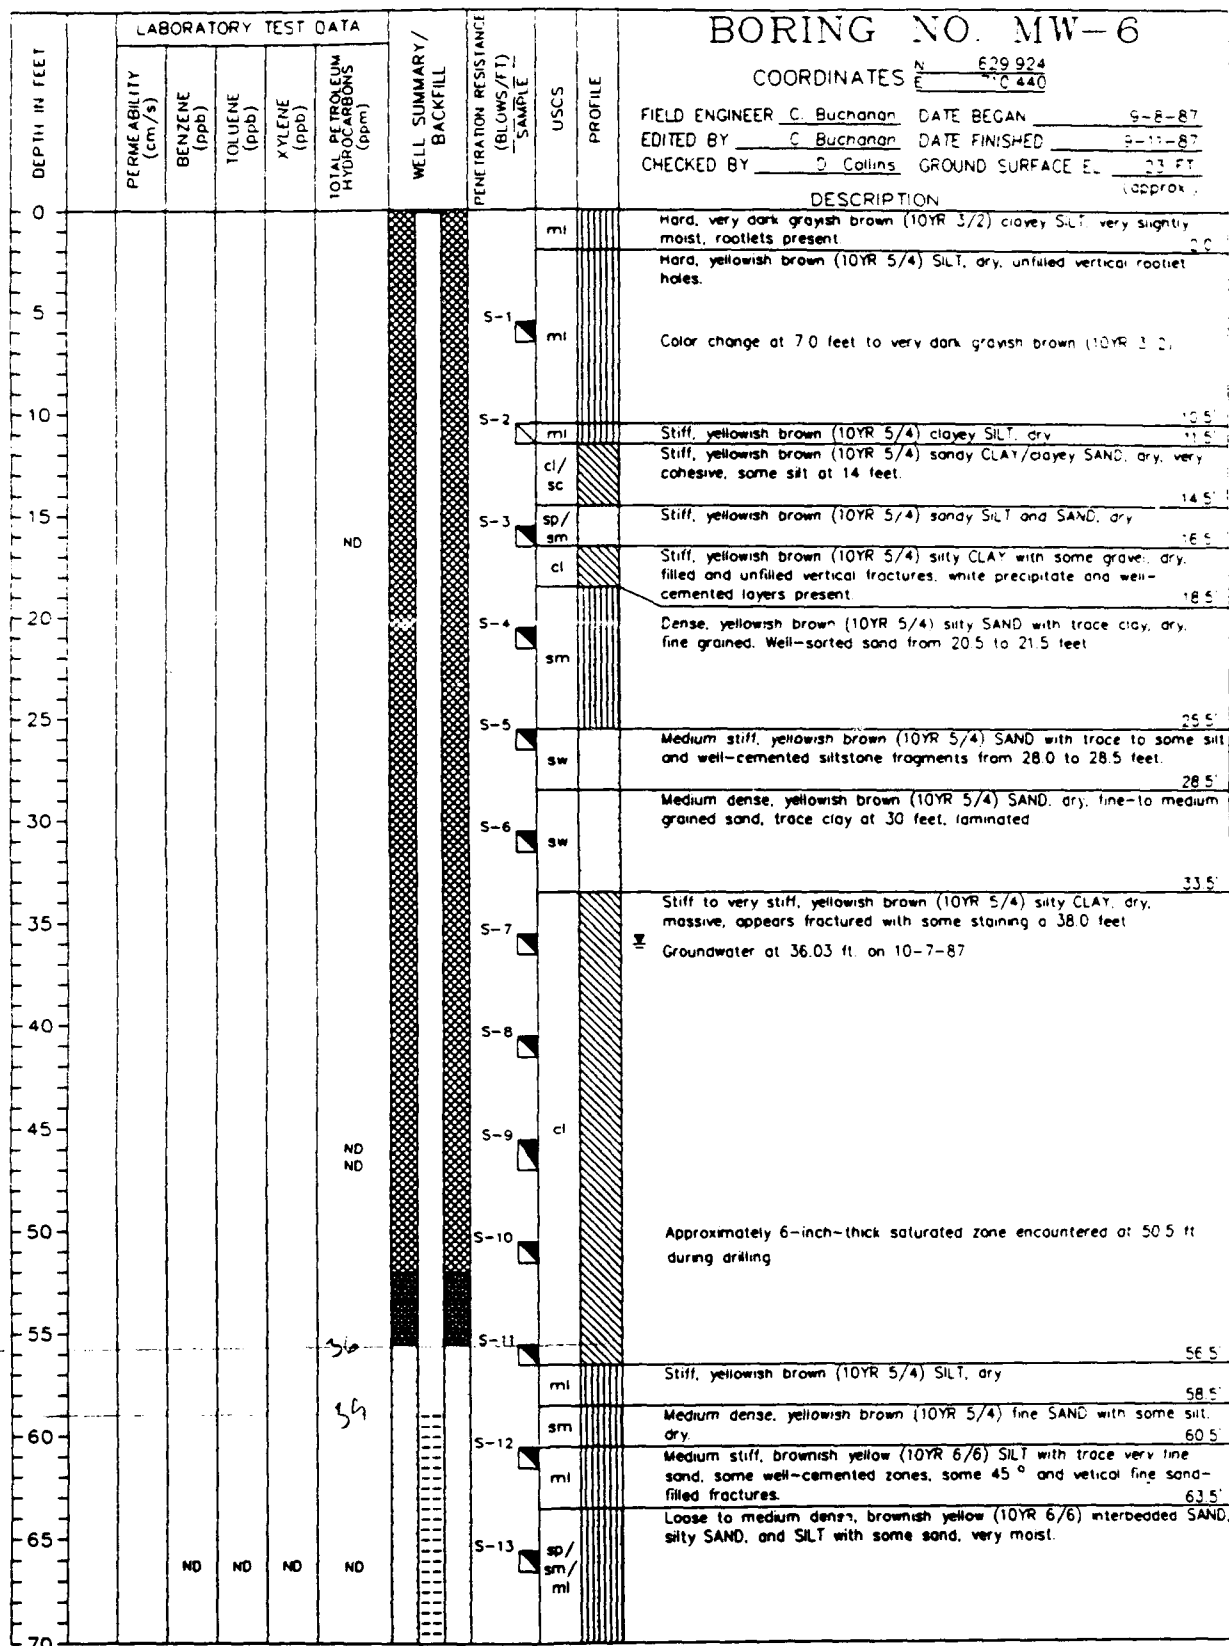 BORING NO. MW-6
COORDINATES N 629 924
E 440
FIELD ENGINEER C. Buchanan DATE BEGAN 9-8-87
EDITED BY C Buchanan DATE FINISHED 9-11-87
CHECKED BY D Collins GROUND SURFACE EL 23 FT
(approx.)
DEPTH IN FEET
LABORATORY TEST DATA
PERMEABILITY (cm/s)
BENZENE (ppb)
TOLUENE (ppb)
XYLENE (ppb)
TOTAL PETROLEUM HYDROCARBONS (ppm)
WELL SUMMARY/ BACKFILL
PENETRATION RESISTANCE (BLOWS/FT)
SAMPLE
USCS
PROFILE
DESCRIPTION
0
ml
Hard, very dark grayish brown (10YR 3/2) clayey SILT, very slightly
moist, rootlets present.
2.0
Hard, yellowish brown (10YR 5/4) SILT, dry, unfilled vertical rootlet
holes.
5
S-1
ml
Color change at 7.0 feet to very dark grayish brown (10YR 3/2)
10
S-2
10.5'
ml
Stiff, yellowish brown (10YR 5/4) clayey SILT, dry
11.5'
cl/
sc
Stiff, yellowish brown (10YR 5/4) sandy CLAY/clayey SAND, dry, very
cohesive, some silt at 14 feet.
14.5'
15
S-3
sp/
sm
Stiff, yellowish brown (10YR 5/4) sandy SILT and SAND, dry
ND
16.5
cl
Stiff, yellowish brown (10YR 5/4) silty CLAY with some gravel, dry,
filled and unfilled vertical fractures, white precipitate and well-
cemented layers present
18.5'
20
S-4
sm
Dense, yellowish brown (10YR 5/4) silty SAND with trace clay, dry,
fine grained. Well-sorted sand from 20.5 to 21.5 feet
25
S-5
25.5'
sw
Medium stiff, yellowish brown (10YR 5/4) SAND with trace to some silt
and well-cemented siltstone fragments from 28.0 to 28.5 feet.
28.5'
30
S-6
sw
Medium dense, yellowish brown (10YR 5/4) SAND, dry, fine-to medium
grained sand, trace clay at 30 feet, laminated
33.5'
35
S-7
Stiff to very stiff, yellowish brown (10YR 5/4) silty CLAY, dry,
massive, appears fractured with some staining a 38.0 feet
Groundwater at 36.03 ft. on 10-7-87
40
S-8
45
S-9
cl
ND
ND
50
S-10
Approximately 6-inch-thick saturated zone encountered at 50.5 ft
during drilling
55
S-11
36
56.5'
ml
Stiff, yellowish brown (10YR 5/4) SILT, dry
58.5'
39
60
S-12
sm
Medium dense, yellowish brown (10YR 5/4) fine SAND with some silt.
dry.
60.5'
ml
Medium stiff, brownish yellow (10YR 6/6) SILT with trace very fine
sand, some well-cemented zones, some 45° and vetical fine sand-
filled fractures.
63.5'
65
S-13
sp/
sm/
ml
Loose to medium dense, brownish yellow (10YR 6/6) interbedded SAND,
silty SAND, and SILT with some sand, very moist.
ND ND ND ND
70